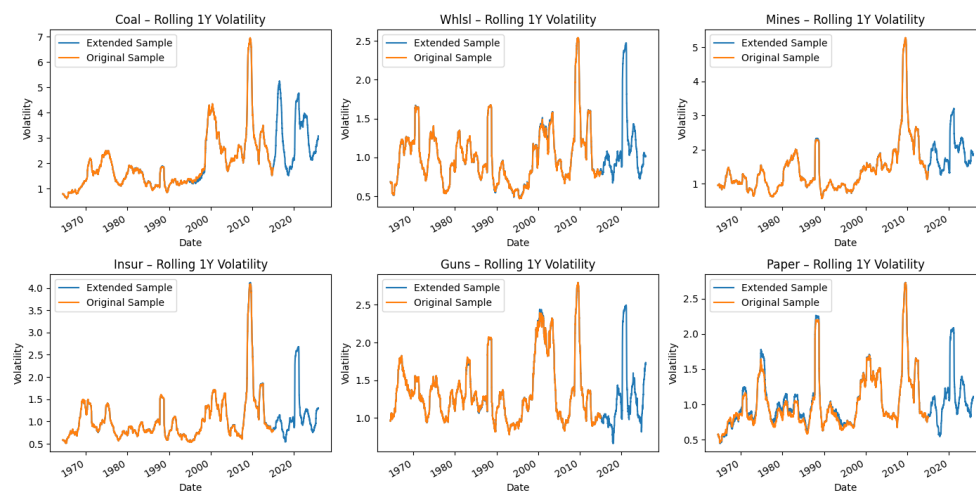 Coal – Rolling 1Y Volatility
Whlsl – Rolling 1Y Volatility
Mines – Rolling 1Y Volatility
Extended Sample
Original Sample
Extended Sample
Original Sample
Extended Sample
Original Sample
Volatility
Volatility
Volatility
7
6
5
4
3
2
1
2.5
2.0
1.5
1.0
0.5
5
4
3
2
1
1970 1980 1990 2000 2010 2020
1970 1980 1990 2000 2010 2020
1970 1980 1990 2000 2010 2020
Date
Date
Date
Insur – Rolling 1Y Volatility
Guns – Rolling 1Y Volatility
Paper – Rolling 1Y Volatility
Extended Sample
Original Sample
Extended Sample
Original Sample
Extended Sample
Original Sample
Volatility
Volatility
Volatility
4.0
3.5
3.0
2.5
2.0
1.5
1.0
0.5
2.5
2.0
1.5
1.0
2.5
2.0
1.5
1.0
0.5
1970 1980 1990 2000 2010 2020
1970 1980 1990 2000 2010 2020
1970 1980 1990 2000 2010 2020
Date
Date
Date